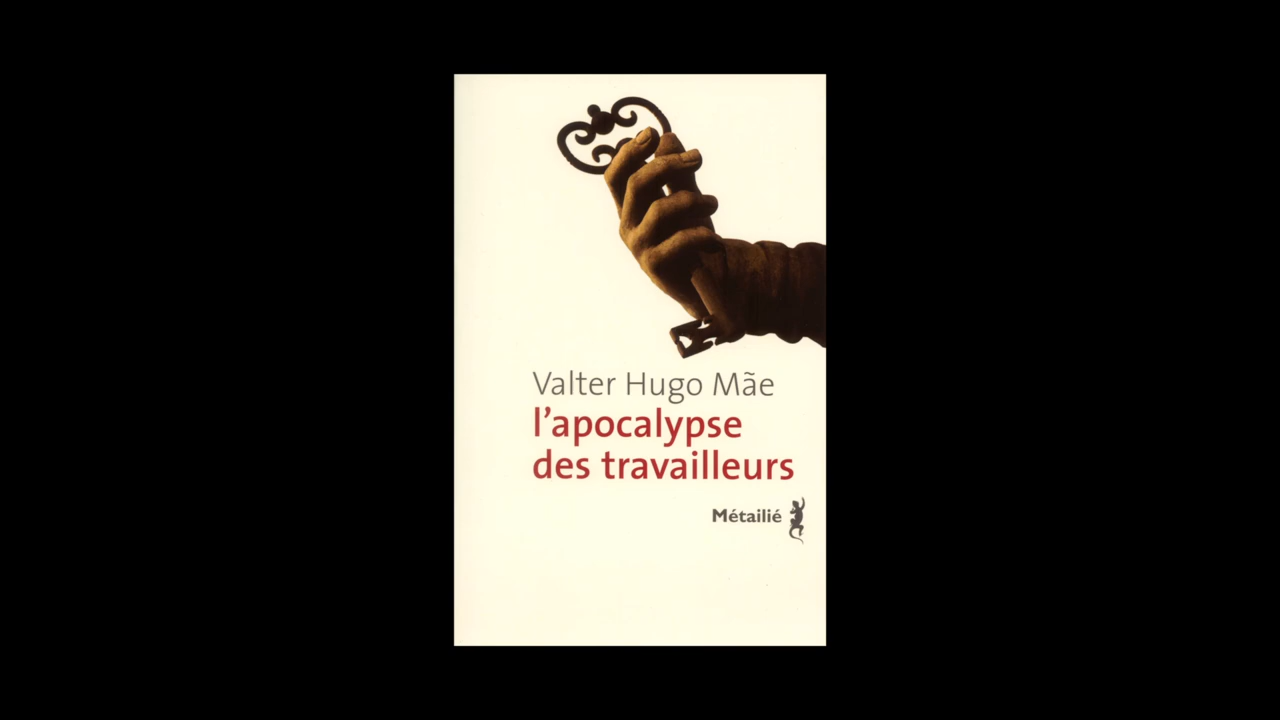 Valter Hugo Mãe
l’apocalypse
des travailleurs
Métailié